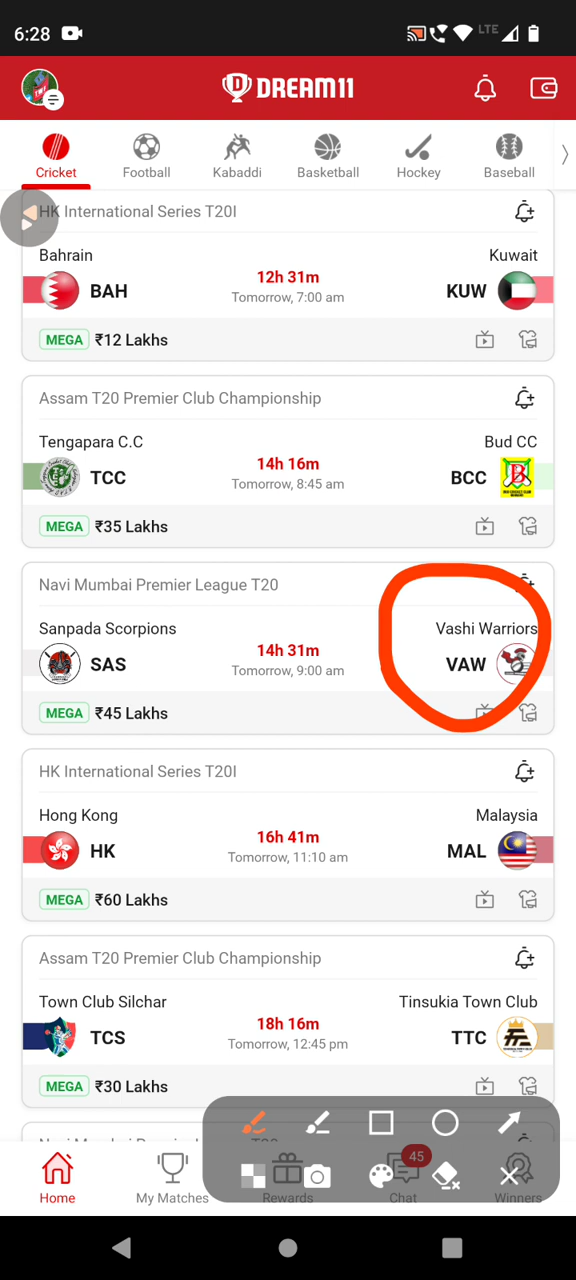 6:28
LTE
DREAM11
Cricket
Football
Kabaddi
Basketball
Hockey
Baseball
HK International Series T20I
Bahrain
Kuwait
BAH
12h 31m
KUW
Tomorrow, 7:00 am
MEGA ₹12 Lakhs
Assam T20 Premier Club Championship
Tengapara C.C
Bud CC
TCC
14h 16m
BCC
Tomorrow, 8:45 am
MEGA ₹35 Lakhs
Navi Mumbai Premier League T20
Sanpada Scorpions
Vashi Warriors
SAS
14h 31m
VAW
Tomorrow, 9:00 am
MEGA ₹45 Lakhs
HK International Series T20I
Hong Kong
Malaysia
HK
16h 41m
MAL
Tomorrow, 11:10 am
MEGA ₹60 Lakhs
Assam T20 Premier Club Championship
Town Club Silchar
Tinsukia Town Club
TCS
18h 16m
TTC
Tomorrow, 12:45 pm
MEGA ₹30 Lakhs
45
Home
My Matches
Rewards
Chat
Winners